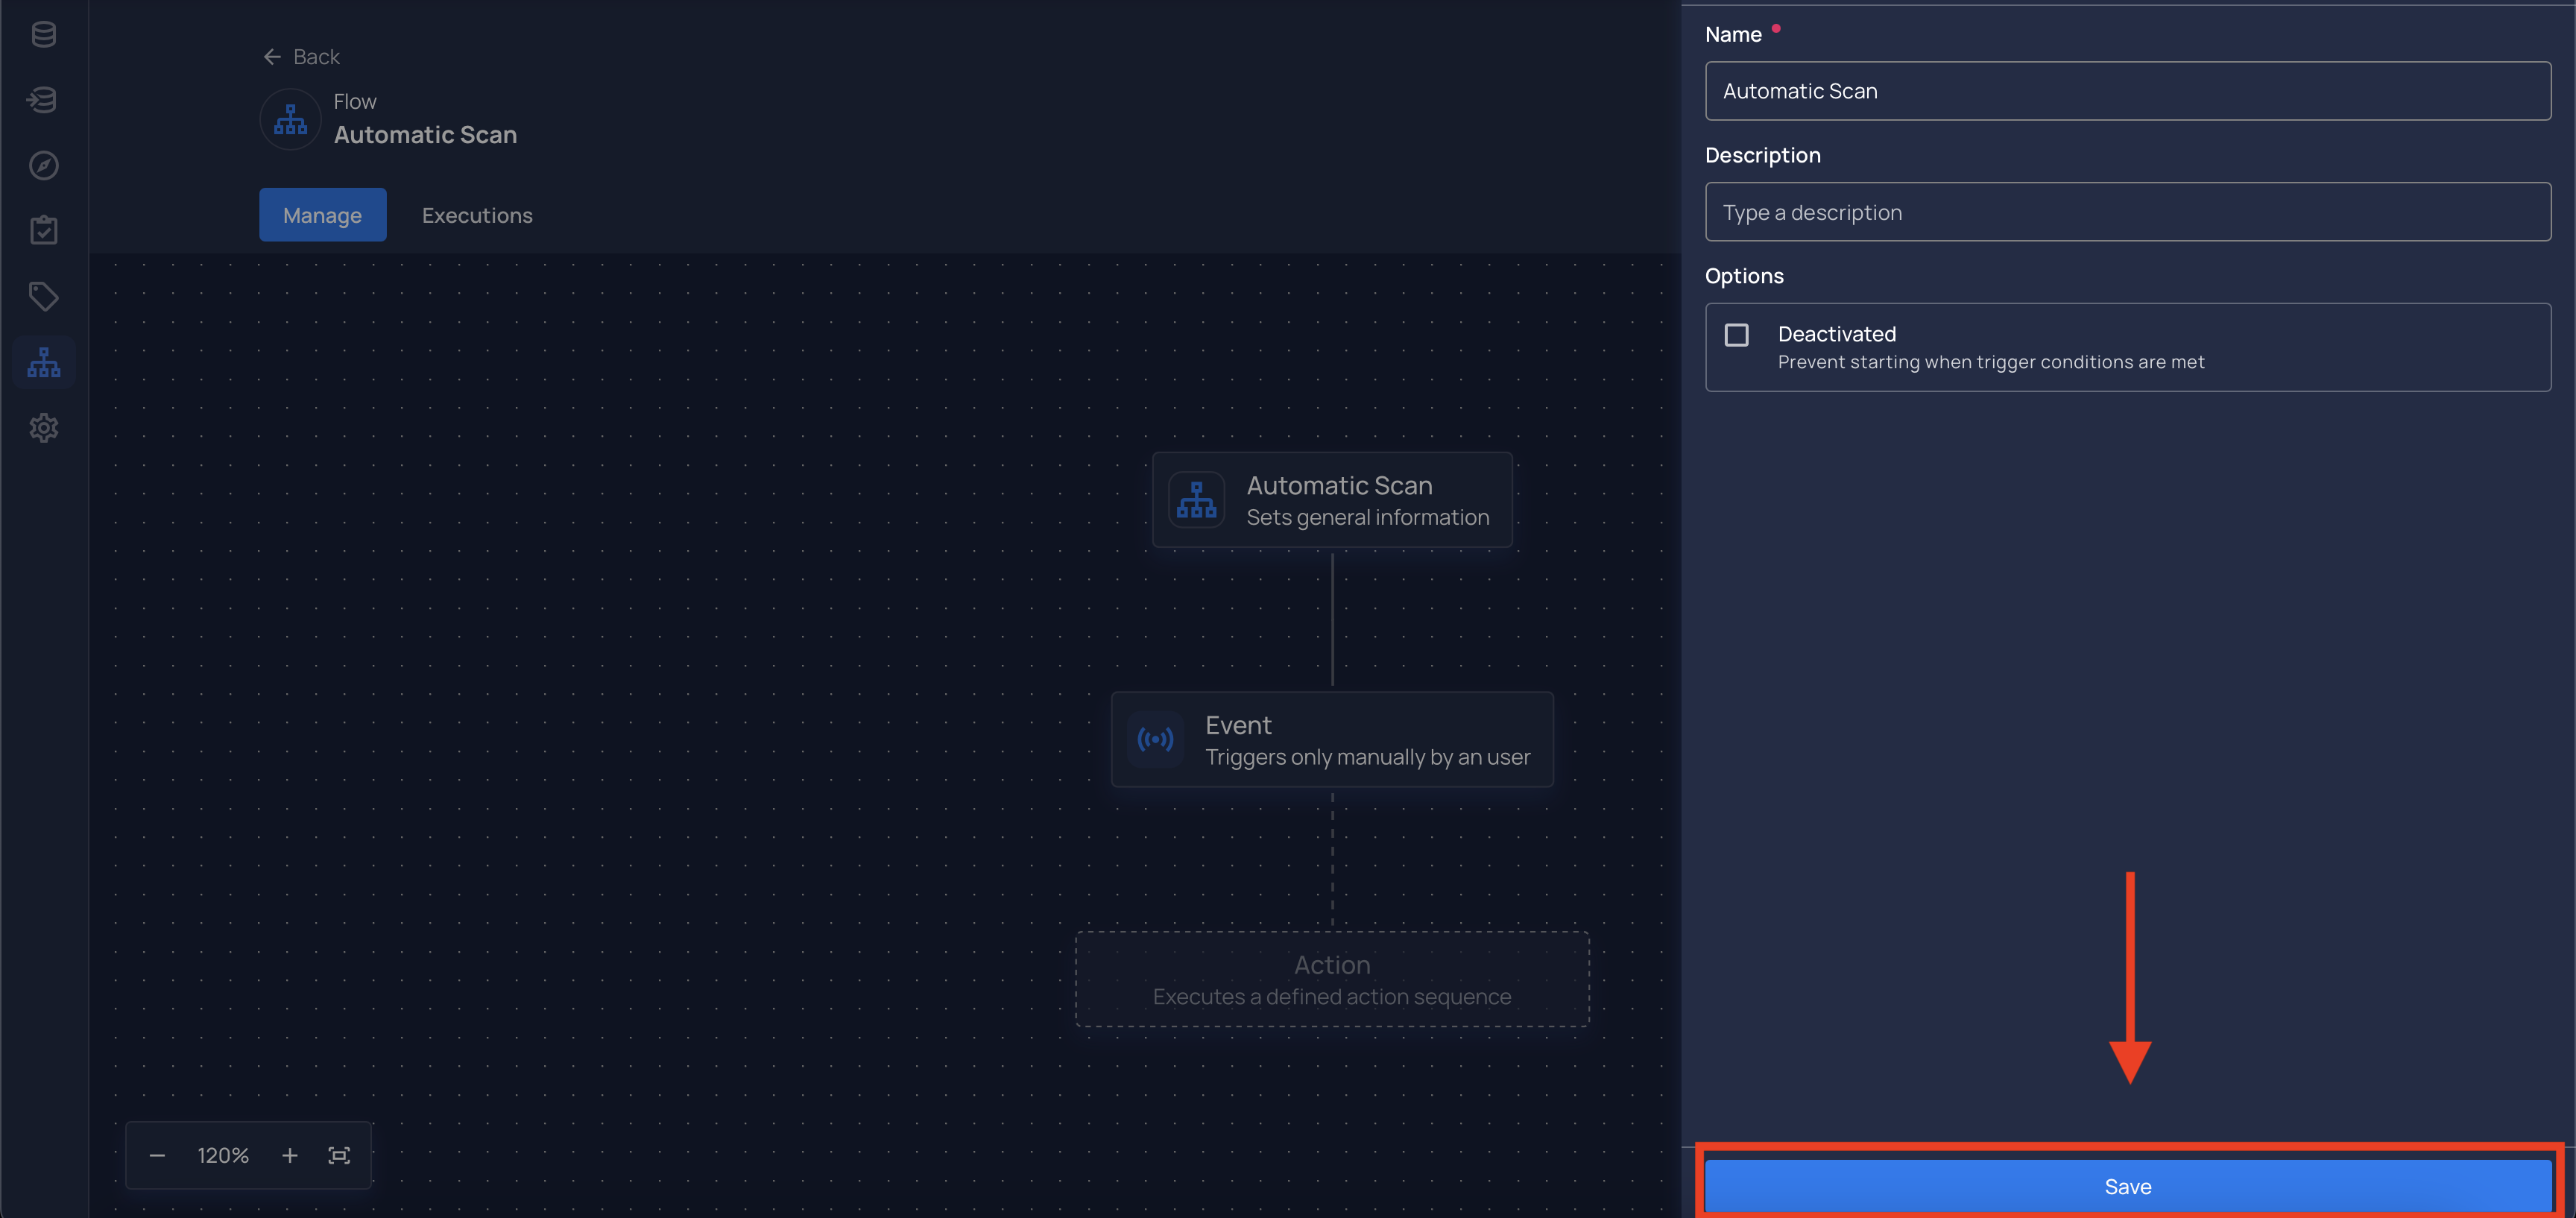 Back
Flow
Automatic Scan
Manage
Executions
Automatic Scan
Sets general information
Event
Triggers only manually by an user
Action
Executes a defined action sequence
120%
Name
Automatic Scan
Description
Type a description
Options
Deactivated
Prevent starting when trigger conditions are met
Save